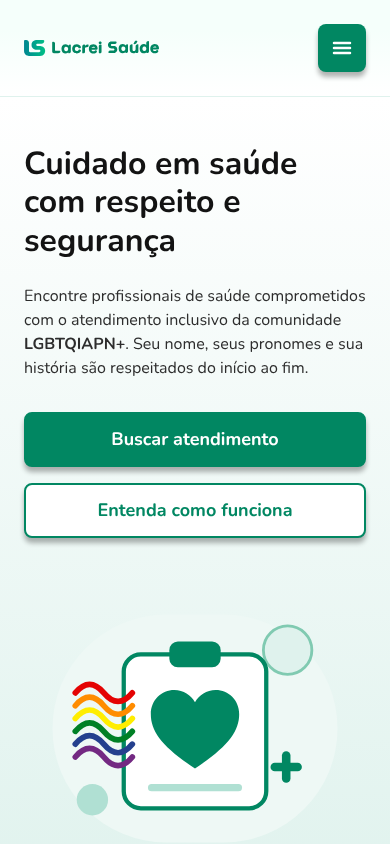 Lacrei Saúde
Cuidado em saúde
com respeito e
segurança
Encontre profissionais de saúde comprometidos
com o atendimento inclusivo da comunidade
LGBTQIAPN+. Seu nome, seus pronomes e sua
história são respeitados do início ao fim.
Buscar atendimento
Entenda como funciona